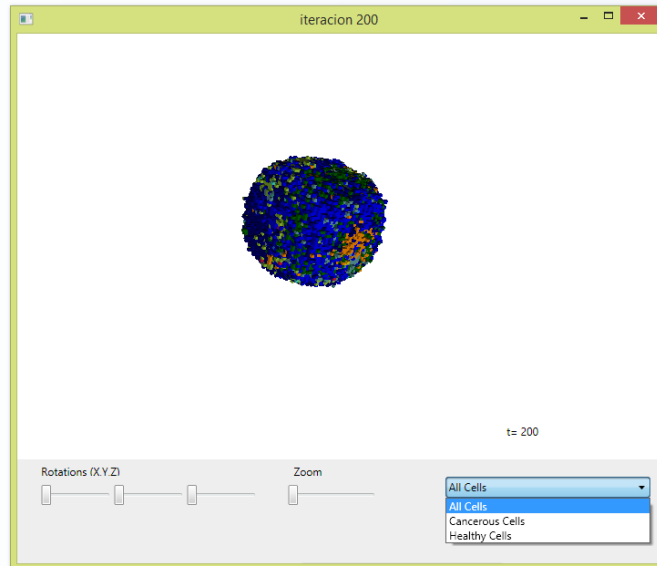 iteracion 200
t= 200
Rotations (X,Y,Z)
Zoom
All Cells
All Cells
Cancerous Cells
Healthy Cells